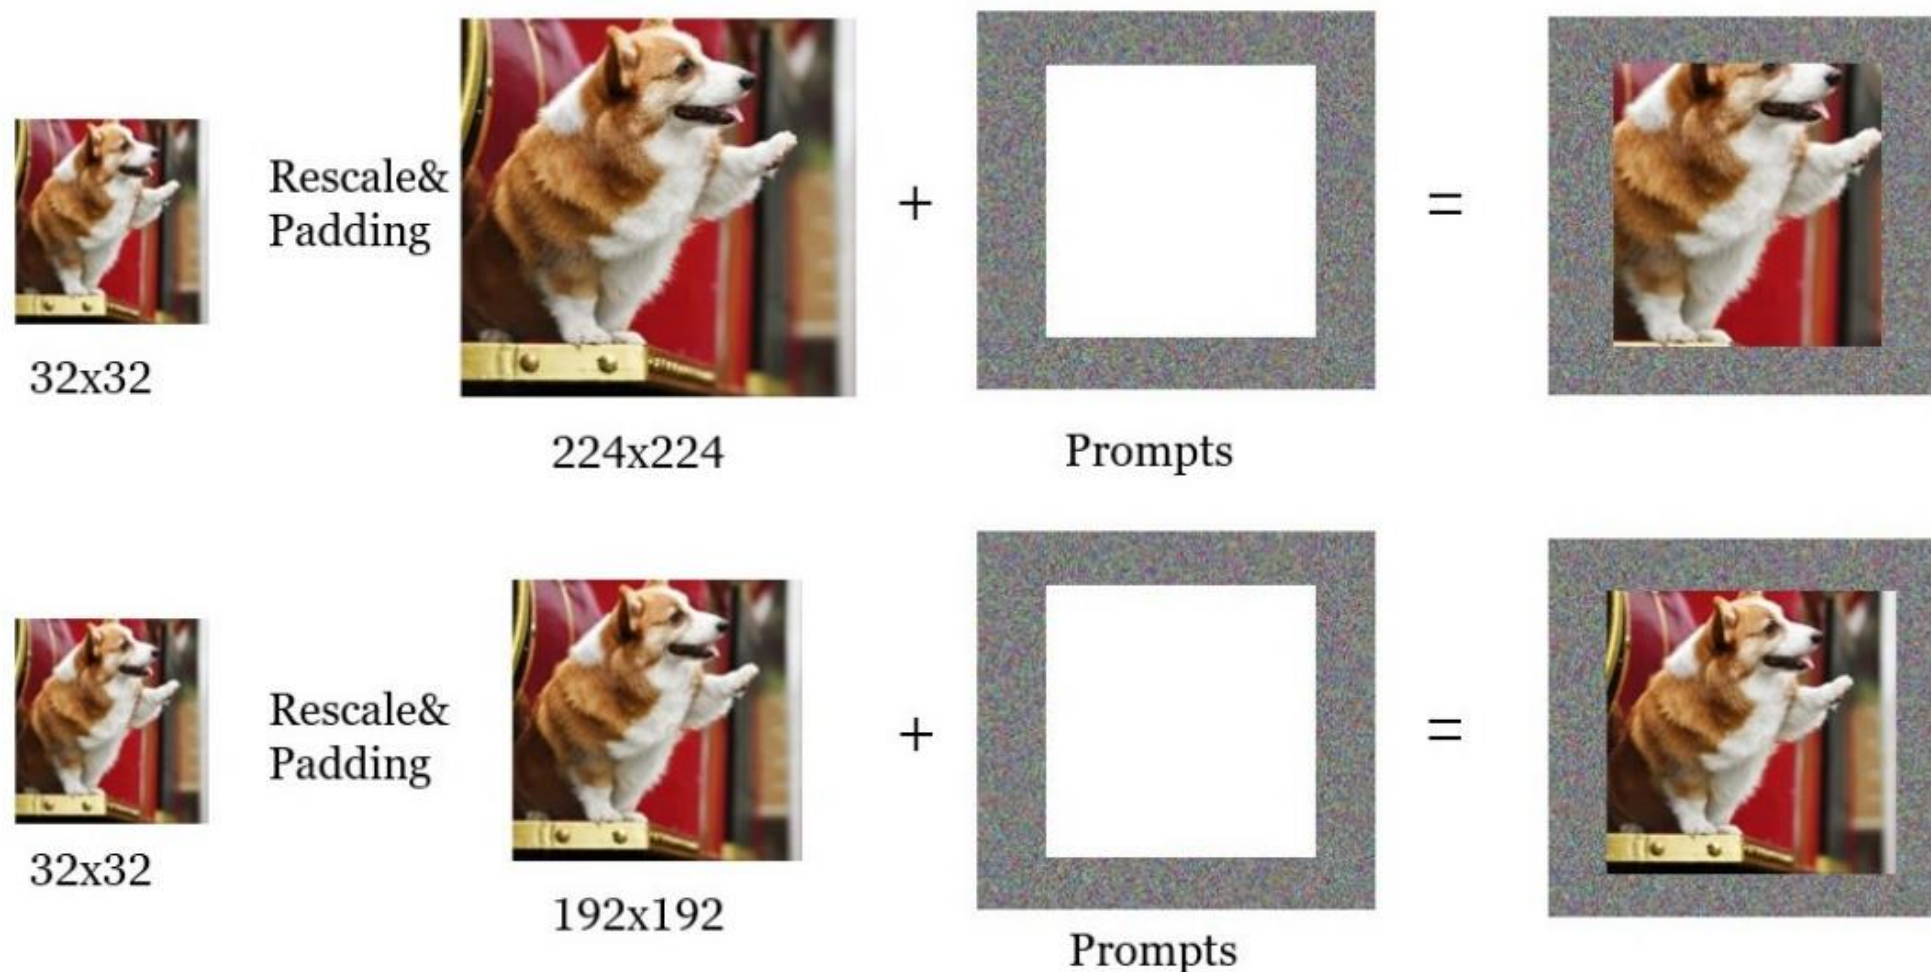 Rescale&
Padding
+
=
32x32
224x224
Prompts
Rescale&
Padding
+
=
32x32
192x192
Prompts